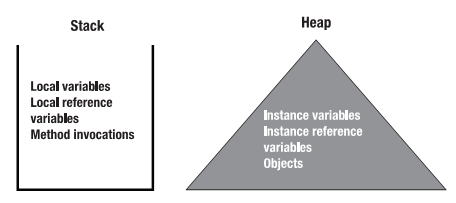 Stack
Local variables
Local reference
variables
Method invocations
Heap
Instance variables
Instance reference
variables
Objects